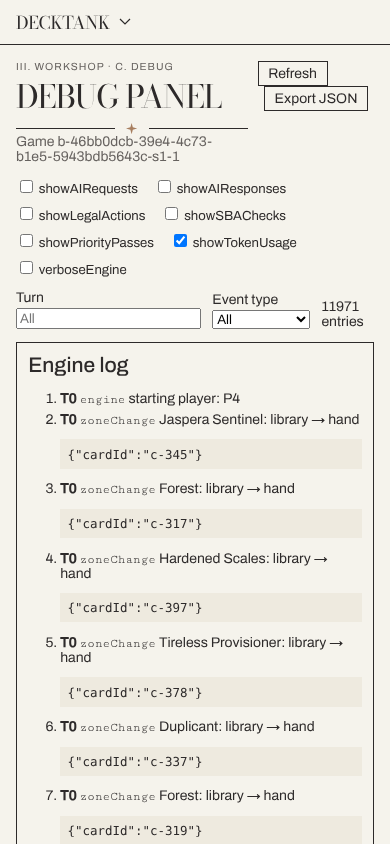 DECKTANK
III. WORKSHOP · C. DEBUG
DEBUG PANEL
Refresh
Export JSON
Game b-46bb0dcb-39e4-4c73-
b1e5-5943bdb5643c-s1-1
showAIRequests
showAIResponses
showLegalActions
showSBAChecks
showPriorityPasses
showTokenUsage
verboseEngine
Turn
All
Event type
All
11971
entries
Engine log
1. T0 engine starting player: P4
2. T0 zoneChange Jaspera Sentinel: library → hand
{"cardId":"c-345"}
3. T0 zoneChange Forest: library → hand
{"cardId":"c-317"}
4. T0 zoneChange Hardened Scales: library →
hand
{"cardId":"c-397"}
5. T0 zoneChange Tireless Provisioner: library →
hand
{"cardId":"c-378"}
6. T0 zoneChange Duplicant: library → hand
{"cardId":"c-337"}
7. T0 zoneChange Forest: library → hand
{"cardId":"c-319"}